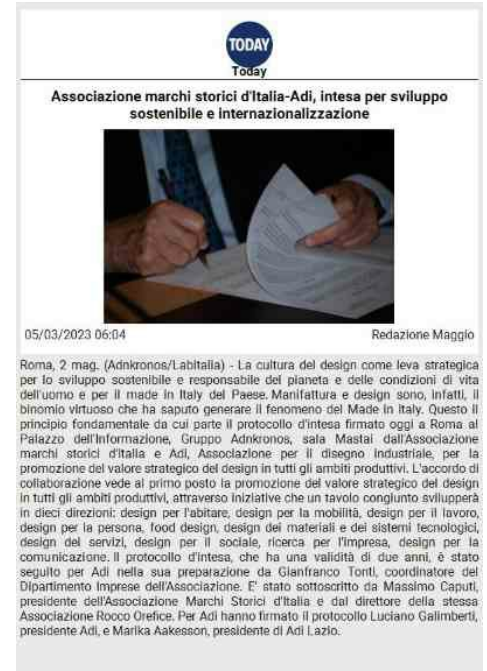 TODAY
Today
Associazione marchi storici d'Italia-Adi, intesa per sviluppo
sostenibile e internazionalizzazione
05/03/2023 06:04
Redazione Maggio
Roma, 2 mag. (Adnkronos/Labitalia) - La cultura del design come leva strategica
per lo sviluppo sostenibile e responsabile del pianeta e delle condizioni di vita
dell'uomo e per il made in Italy del Paese. Manifattura e design sono, infatti, il
binomio virtuoso che ha saputo generare il fenomeno del Made in Italy. Questo il
principio fondamentale da cui parte il protocollo d'intesa firmato oggi a Roma al
Palazzo dell'Informazione, Gruppo Adnkronos, sala Mastai dall'Associazione
marchi storici d'Italia e Adi, Associazione per il disegno industriale, per la
promozione del valore strategico del design in tutti gli ambiti produttivi. L'accordo di
collaborazione vede al primo posto la promozione del valore strategico del design
in tutti gli ambiti produttivi, attraverso iniziative che un tavolo congiunto svilupperà
in dieci direzioni: design per l'abitare, design per la mobilità, design per il lavoro,
design per la persona, food design, design dei materiali e dei sistemi tecnologici,
design dei servizi, design per il sociale, ricerca per l'impresa, design per la
comunicazione. Il protocollo d'intesa, che ha una validità di due anni, è stato
seguito per Adi nella sua preparazione da Gianfranco Tonti, coordinatore del
Dipartimento Imprese dell'Associazione. E' stato sottoscritto da Massimo Caputi,
presidente dell'Associazione Marchi Storici d'Italia e dal direttore della stessa
Associazione Rocco Orefice. Per Adi hanno firmato il protocollo Luciano Galimberti,
presidente Adi, e Marika Aakesson, presidente di Adi Lazio.